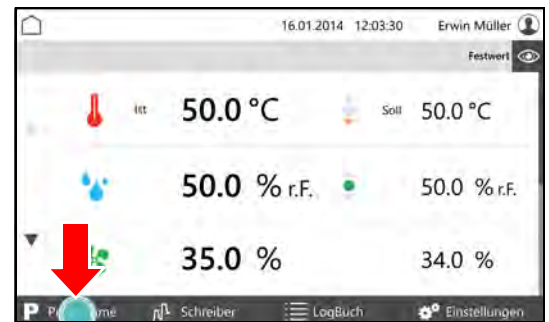 16.01.2014 12:03:30 Erwin Müller
Festwert
Ist 50.0 °C Soll 50.0 °C
50.0 % r.F. 50.0 % r.F.
35.0 % 34.0 %
P Schreiber LogBuch Einstellungen